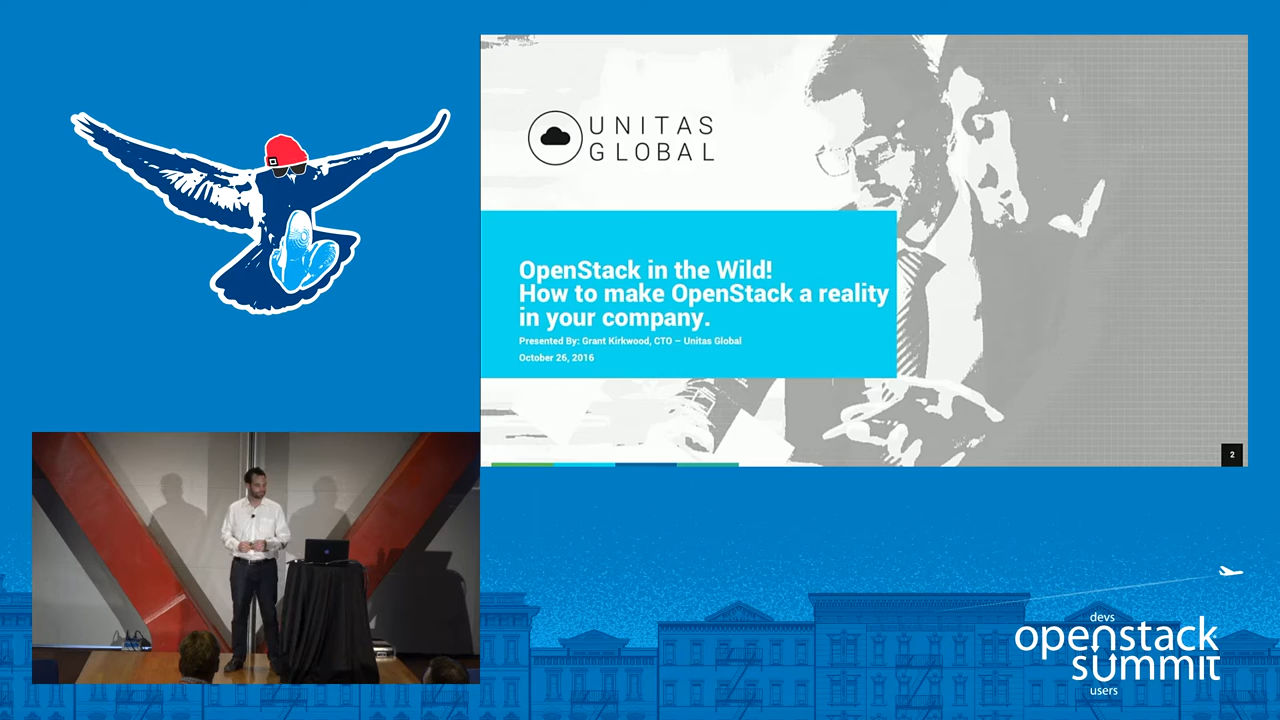 UNITAS
GLOBAL
OpenStack in the Wild!
How to make OpenStack a reality
in your company.
Presented By: Grant Kirkwood, CTO – Unitas Global
October 26, 2016
2
devs
openstack
summit
users